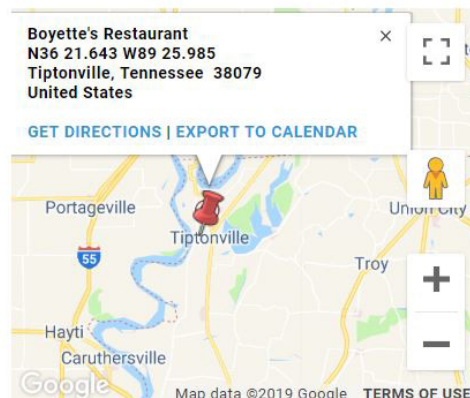 Boyette's Restaurant
N36 21.643 W89 25.985
Tiptonville, Tennessee 38079
United States
GET DIRECTIONS | EXPORT TO CALENDAR
Portageville
Union City
Tiptonville
55
Troy
Hayti
Caruthersville
Google
Map data ©2019 Google TERMS OF USE